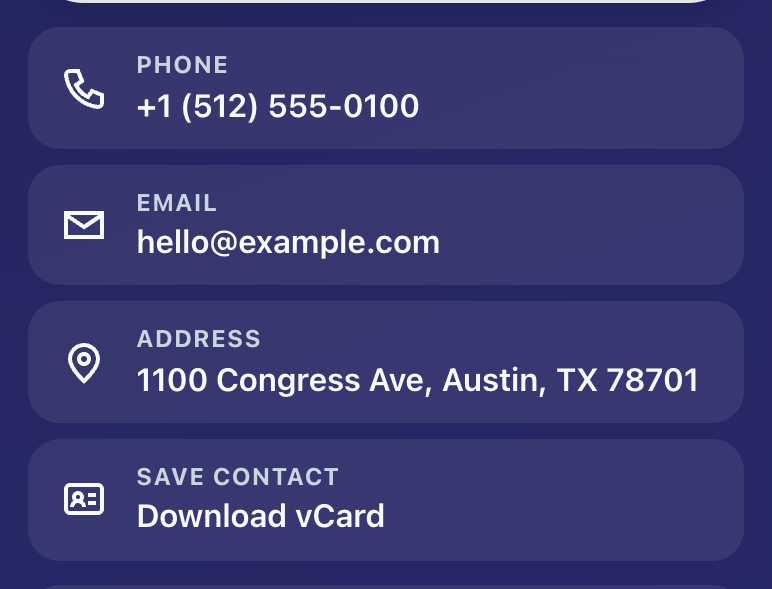 PHONE
+1 (512) 555-0100
EMAIL
hello@example.com
ADDRESS
1100 Congress Ave, Austin, TX 78701
SAVE CONTACT
Download vCard